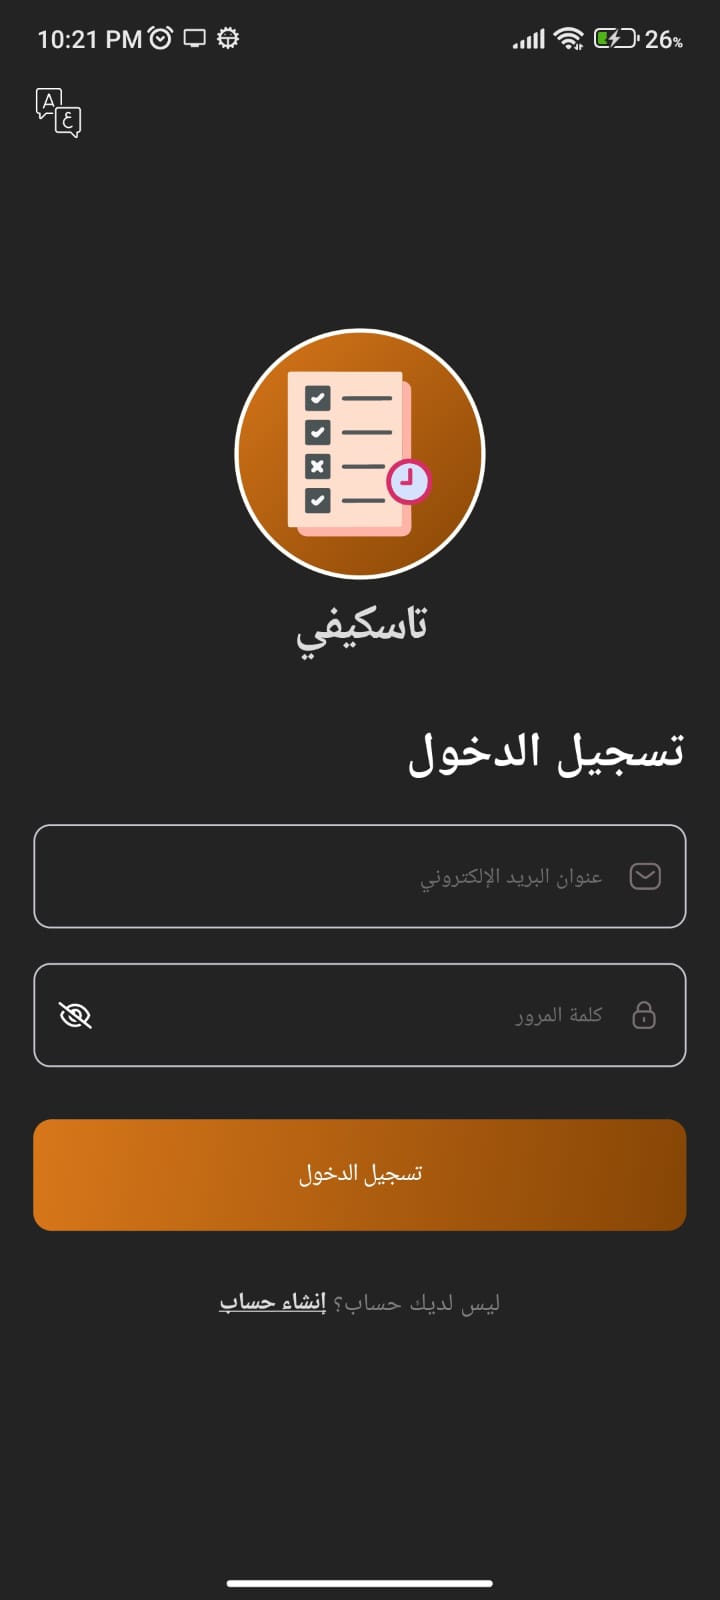 10:21 PM 26%
A ع
تاسكيفي
تسجيل الدخول
عنوان البريد الإلكتروني
كلمة المرور
تسجيل الدخول
ليس لديك حساب؟ إنشاء حساب